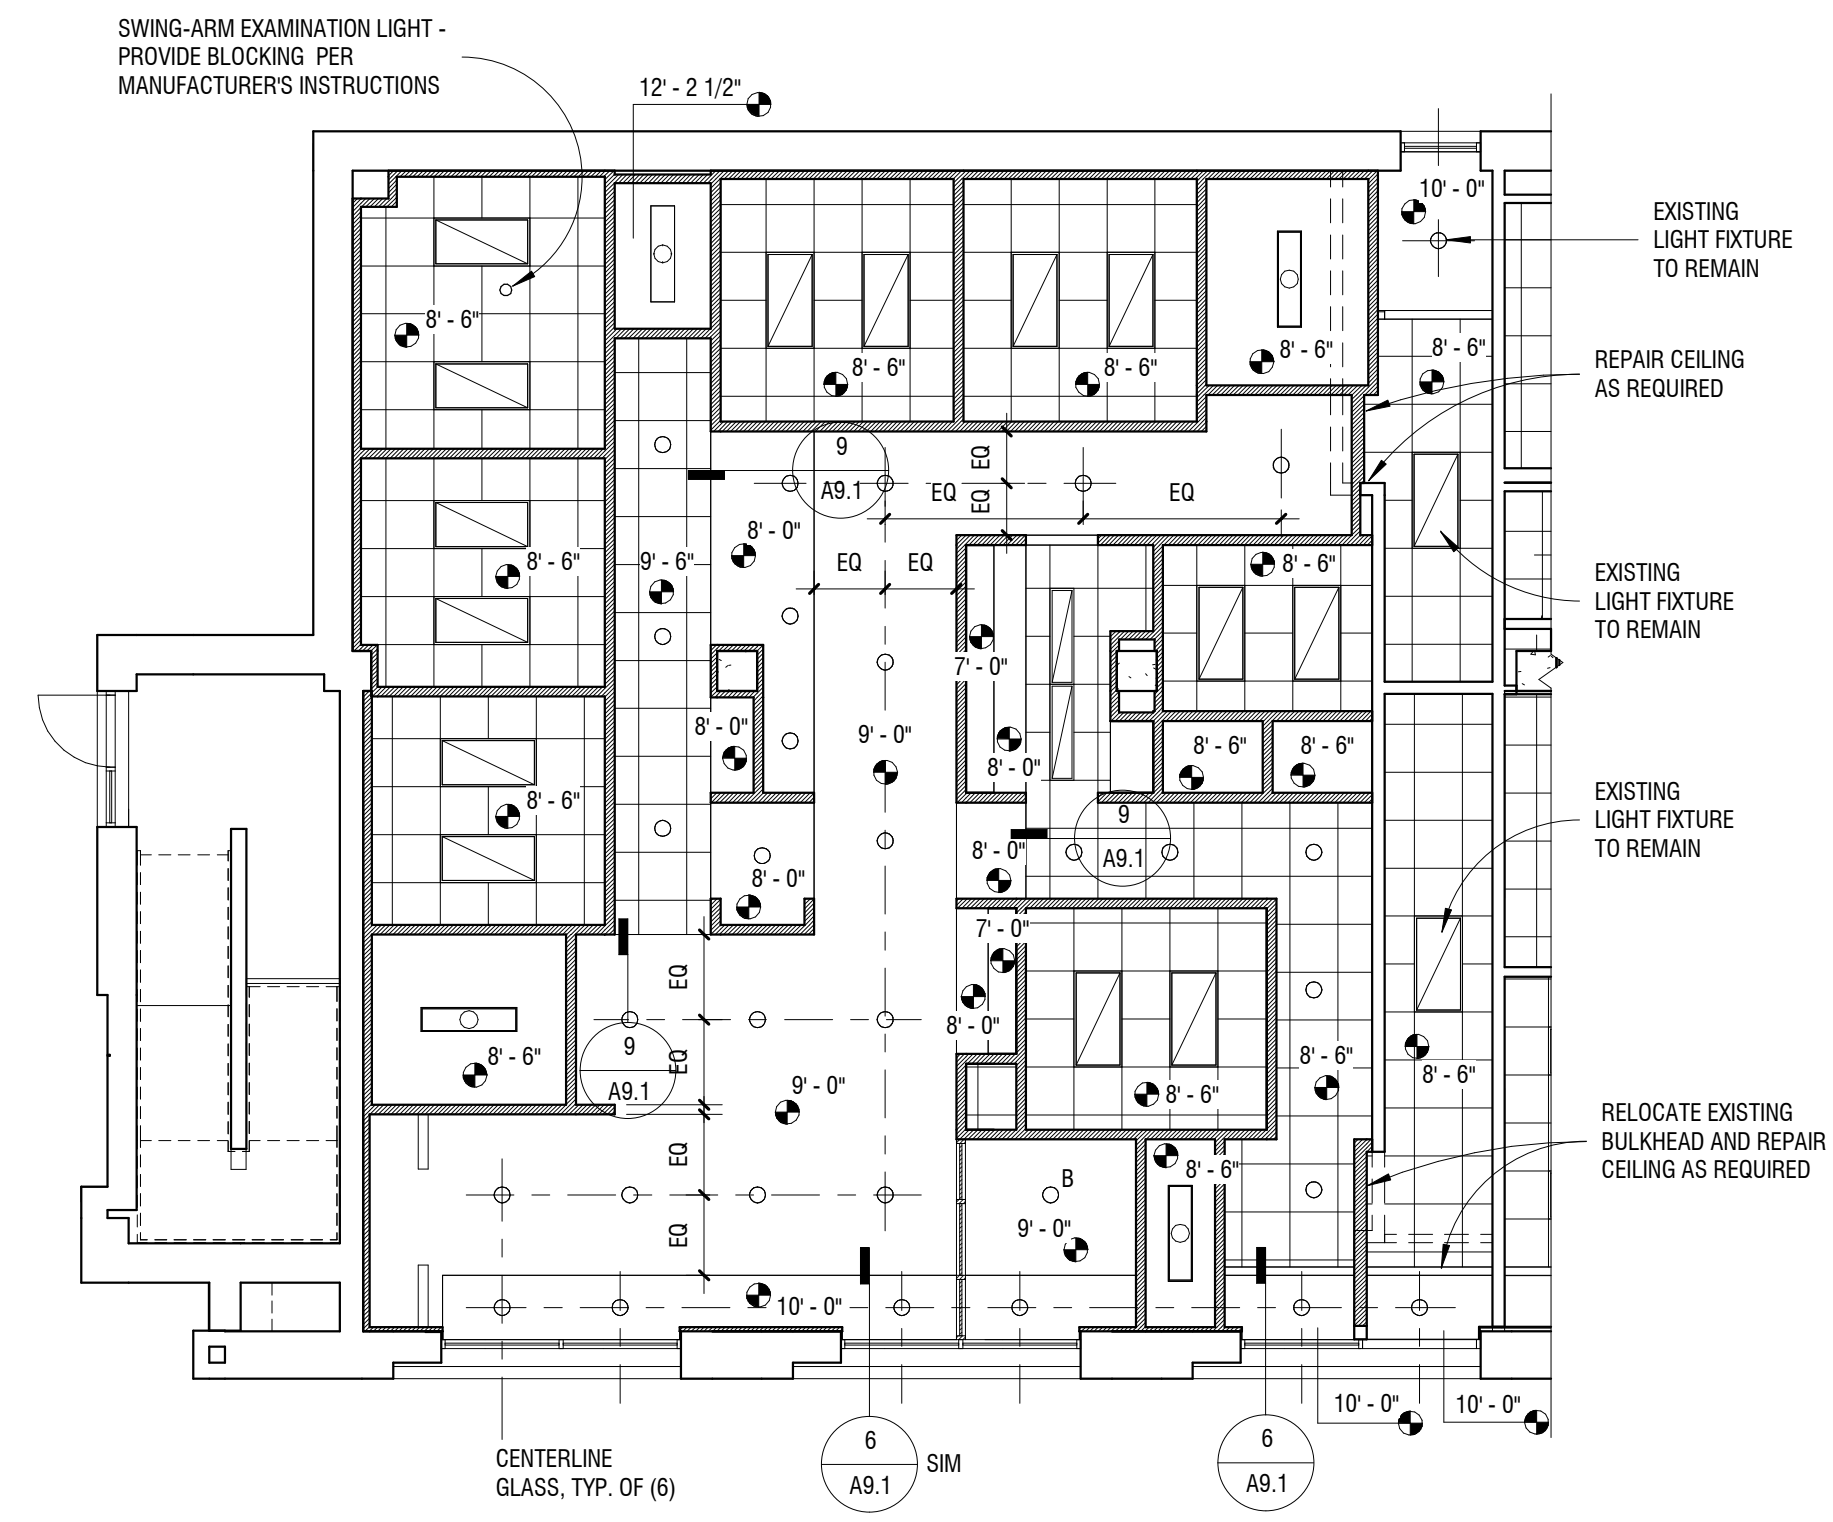 SWING-ARM EXAMINATION LIGHT -
PROVIDE BLOCKING PER
MANUFACTURER'S INSTRUCTIONS
12' - 2 1/2"
10' - 0"
EXISTING
LIGHT FIXTURE
TO REMAIN
8' - 6"
8' - 6"
8' - 6"
8' - 6"
8' - 6"
REPAIR CEILING
AS REQUIRED
9
A9.1
EQ
EQ
EQ
EQ
8' - 0"
EQ
EQ
8' - 6"
9' - 6"
8' - 6"
EXISTING
LIGHT FIXTURE
TO REMAIN
7' - 0"
8' - 0"
9' - 0"
8' - 0"
8' - 6"
8' - 6"
8' - 6"
EXISTING
LIGHT FIXTURE
TO REMAIN
9
A9.1
8' - 0"
8' - 0"
7' - 0"
EQ
8' - 0"
9
A9.1
EQ
8' - 6"
9' - 0"
8' - 6"
8' - 6"
8' - 6"
RELOCATE EXISTING
BULKHEAD AND REPAIR
CEILING AS REQUIRED
EQ
8' - 6"
B
9' - 0"
EQ
10' - 0"
10' - 0"
10' - 0"
CENTERLINE
GLASS, TYP. OF (6)
6
A9.1
SIM
6
A9.1